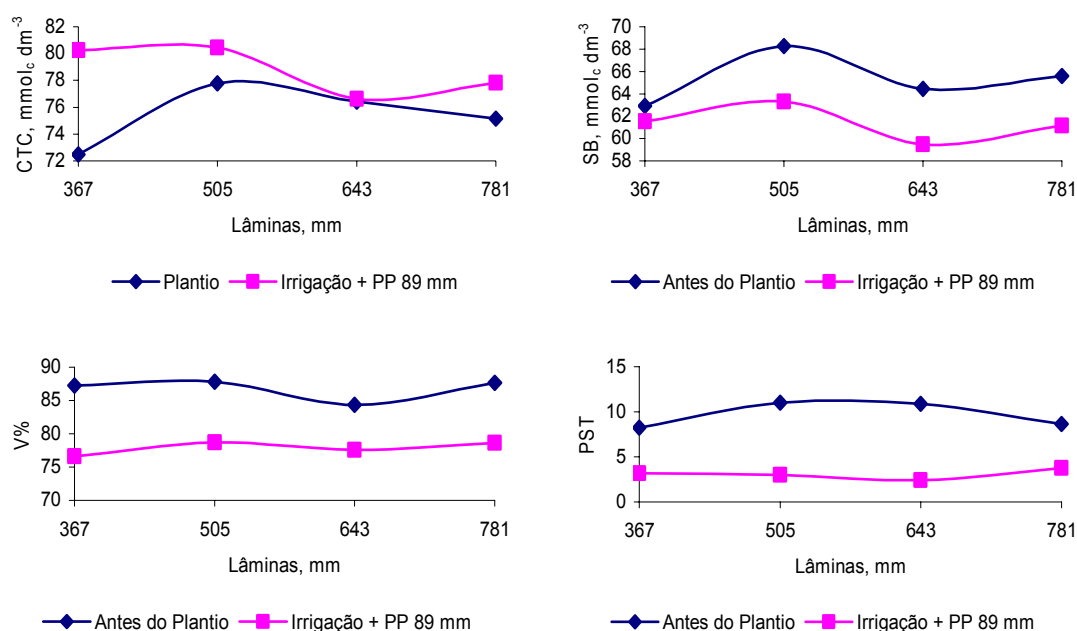 CTC, mmolc dm-3
82
80
78
76
74
72
367 505 643 781
Lâminas, mm
Plantio Irrigação + PP 89 mm
SB, mmolc dm-3
70
68
66
64
62
60
58
367 505 643 781
Lâminas, mm
Antes do Plantio Irrigação + PP 89 mm
V%
90
85
80
75
70
367 505 643 781
Lâminas, mm
Antes do Plantio Irrigação + PP 89 mm
PST
15
10
5
0
367 505 643 781
Lâminas, mm
Antes do Plantio Irrigação + PP 89 mm